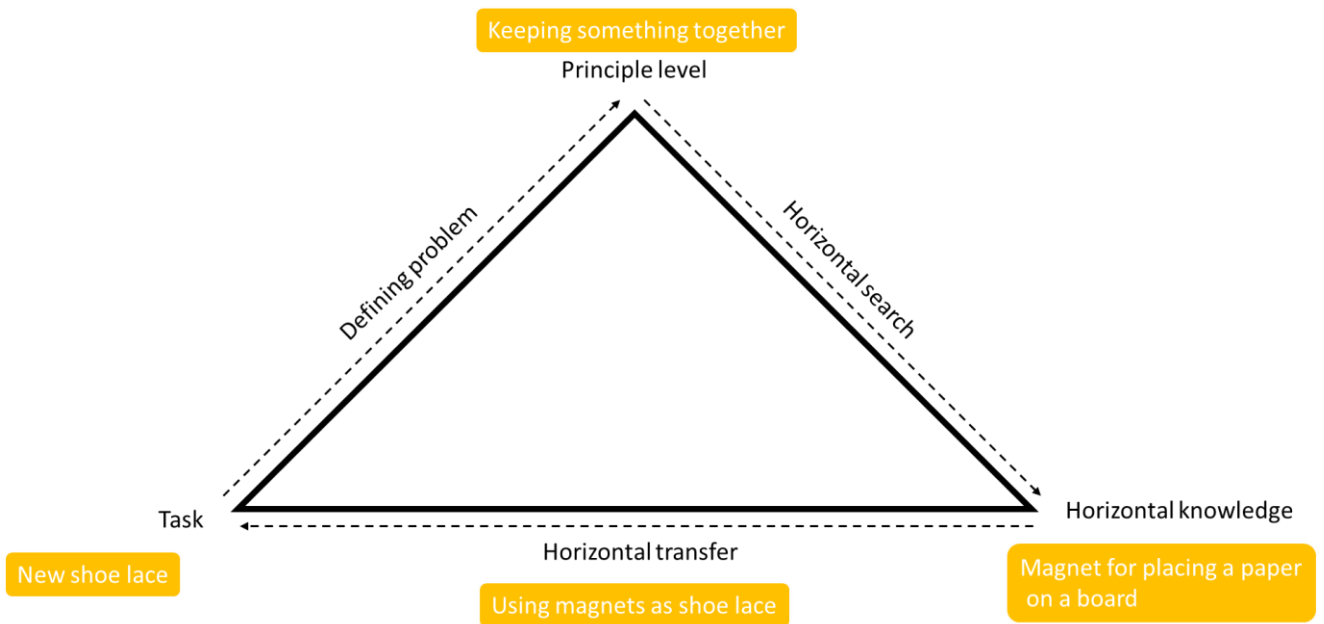 Keeping something together
Principle level
Defining problem
Horizontal search
Task
Horizontal knowledge
Horizontal transfer
New shoe lace
Using magnets as shoe lace
Magnet for placing a paper
on a board